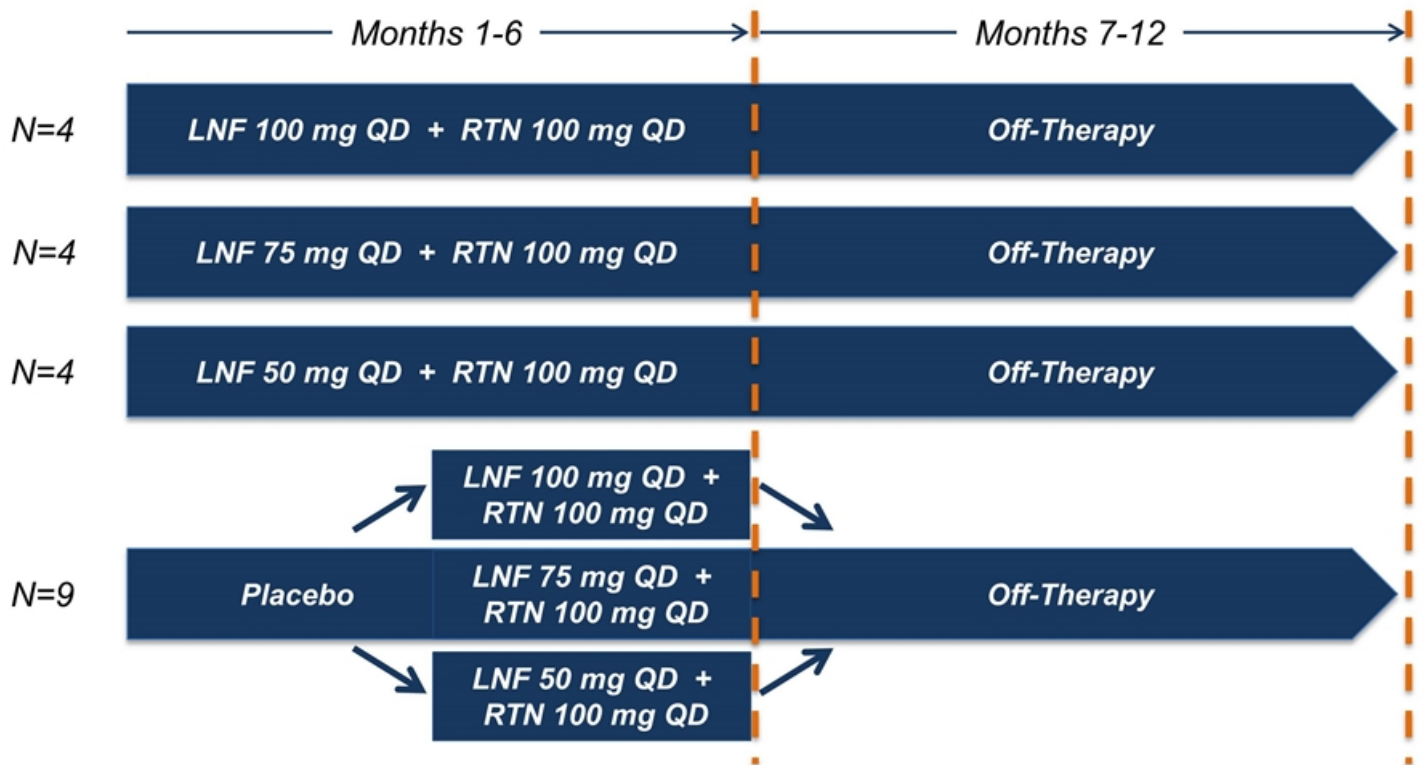 Months 1-6
Months 7-12
N=4
LNF 100 mg QD + RTN 100 mg QD
Off-Therapy
N=4
LNF 75 mg QD + RTN 100 mg QD
Off-Therapy
N=4
LNF 50 mg QD + RTN 100 mg QD
Off-Therapy
LNF 100 mg QD +
RTN 100 mg QD
N=9
Placebo
LNF 75 mg QD +
RTN 100 mg QD
Off-Therapy
LNF 50 mg QD +
RTN 100 mg QD